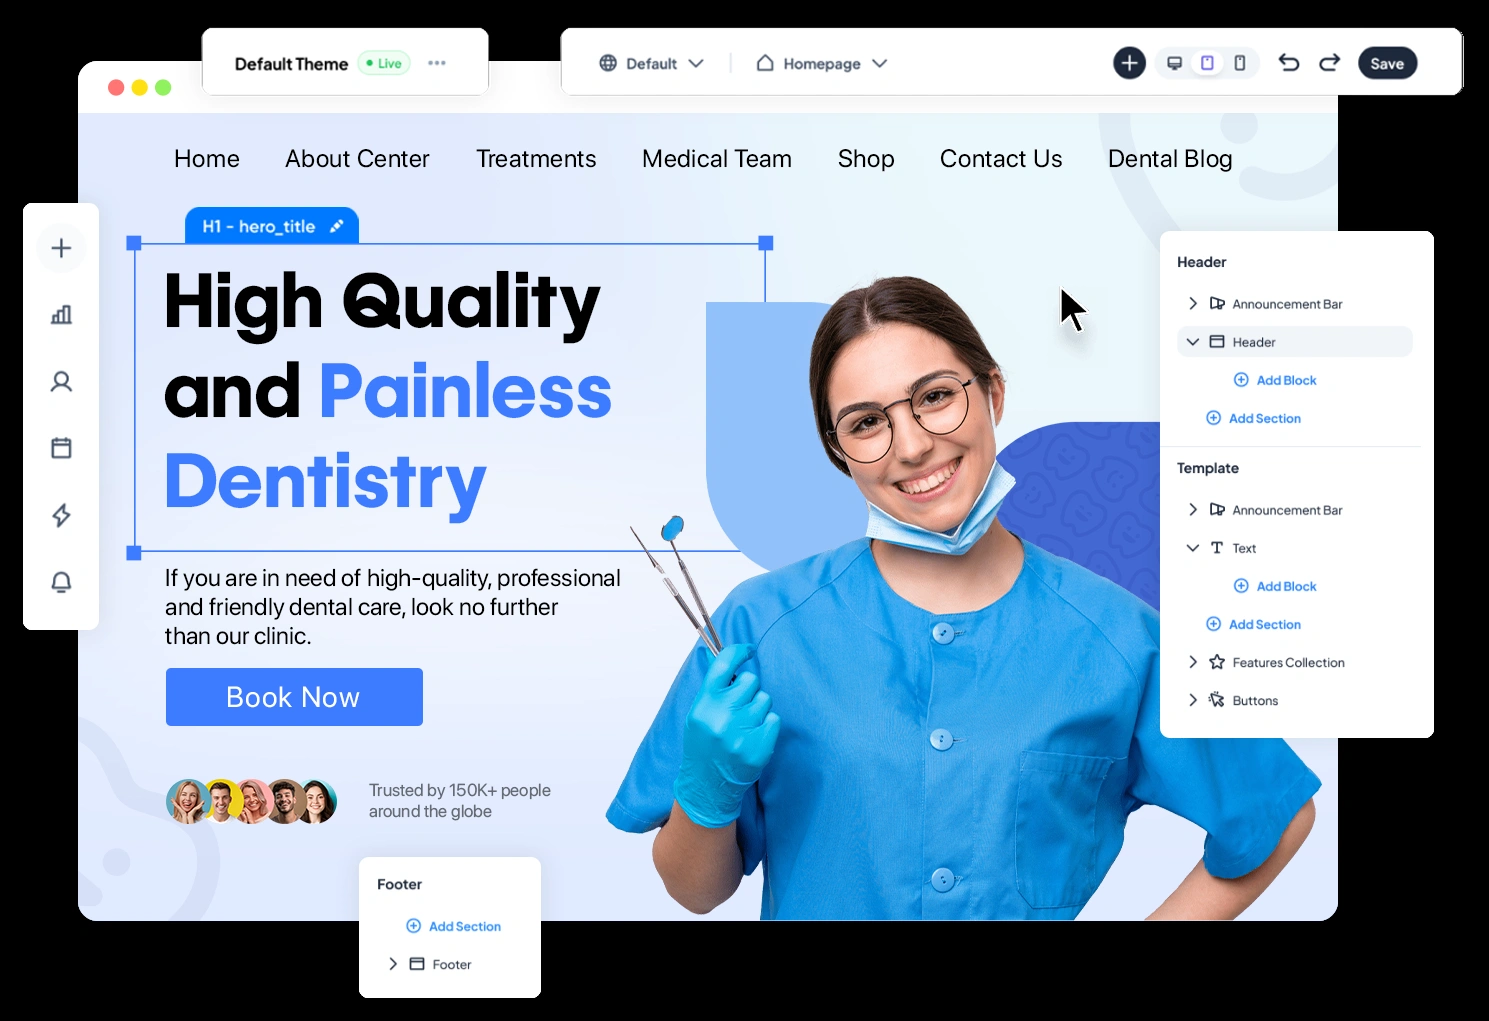 Default Theme
Live
Default
Homepage
Save
Home
About Center
Treatments
Medical Team
Shop
Contact Us
Dental Blog
H1 - hero_title
High Quality
and Painless
Dentistry
If you are in need of high-quality, professional
and friendly dental care, look no further
than our clinic.
Book Now
Trusted by 150K+ people
around the globe
Header
Announcement Bar
Header
Add Block
Add Section
Template
Announcement Bar
Text
Add Block
Add Section
Features Collection
Buttons
Footer
Add Section
Footer